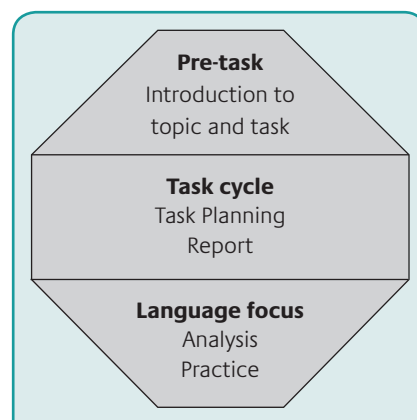 Pre-task
Introduction to
topic and task
Task cycle
Task Planning
Report
Language focus
Analysis
Practice